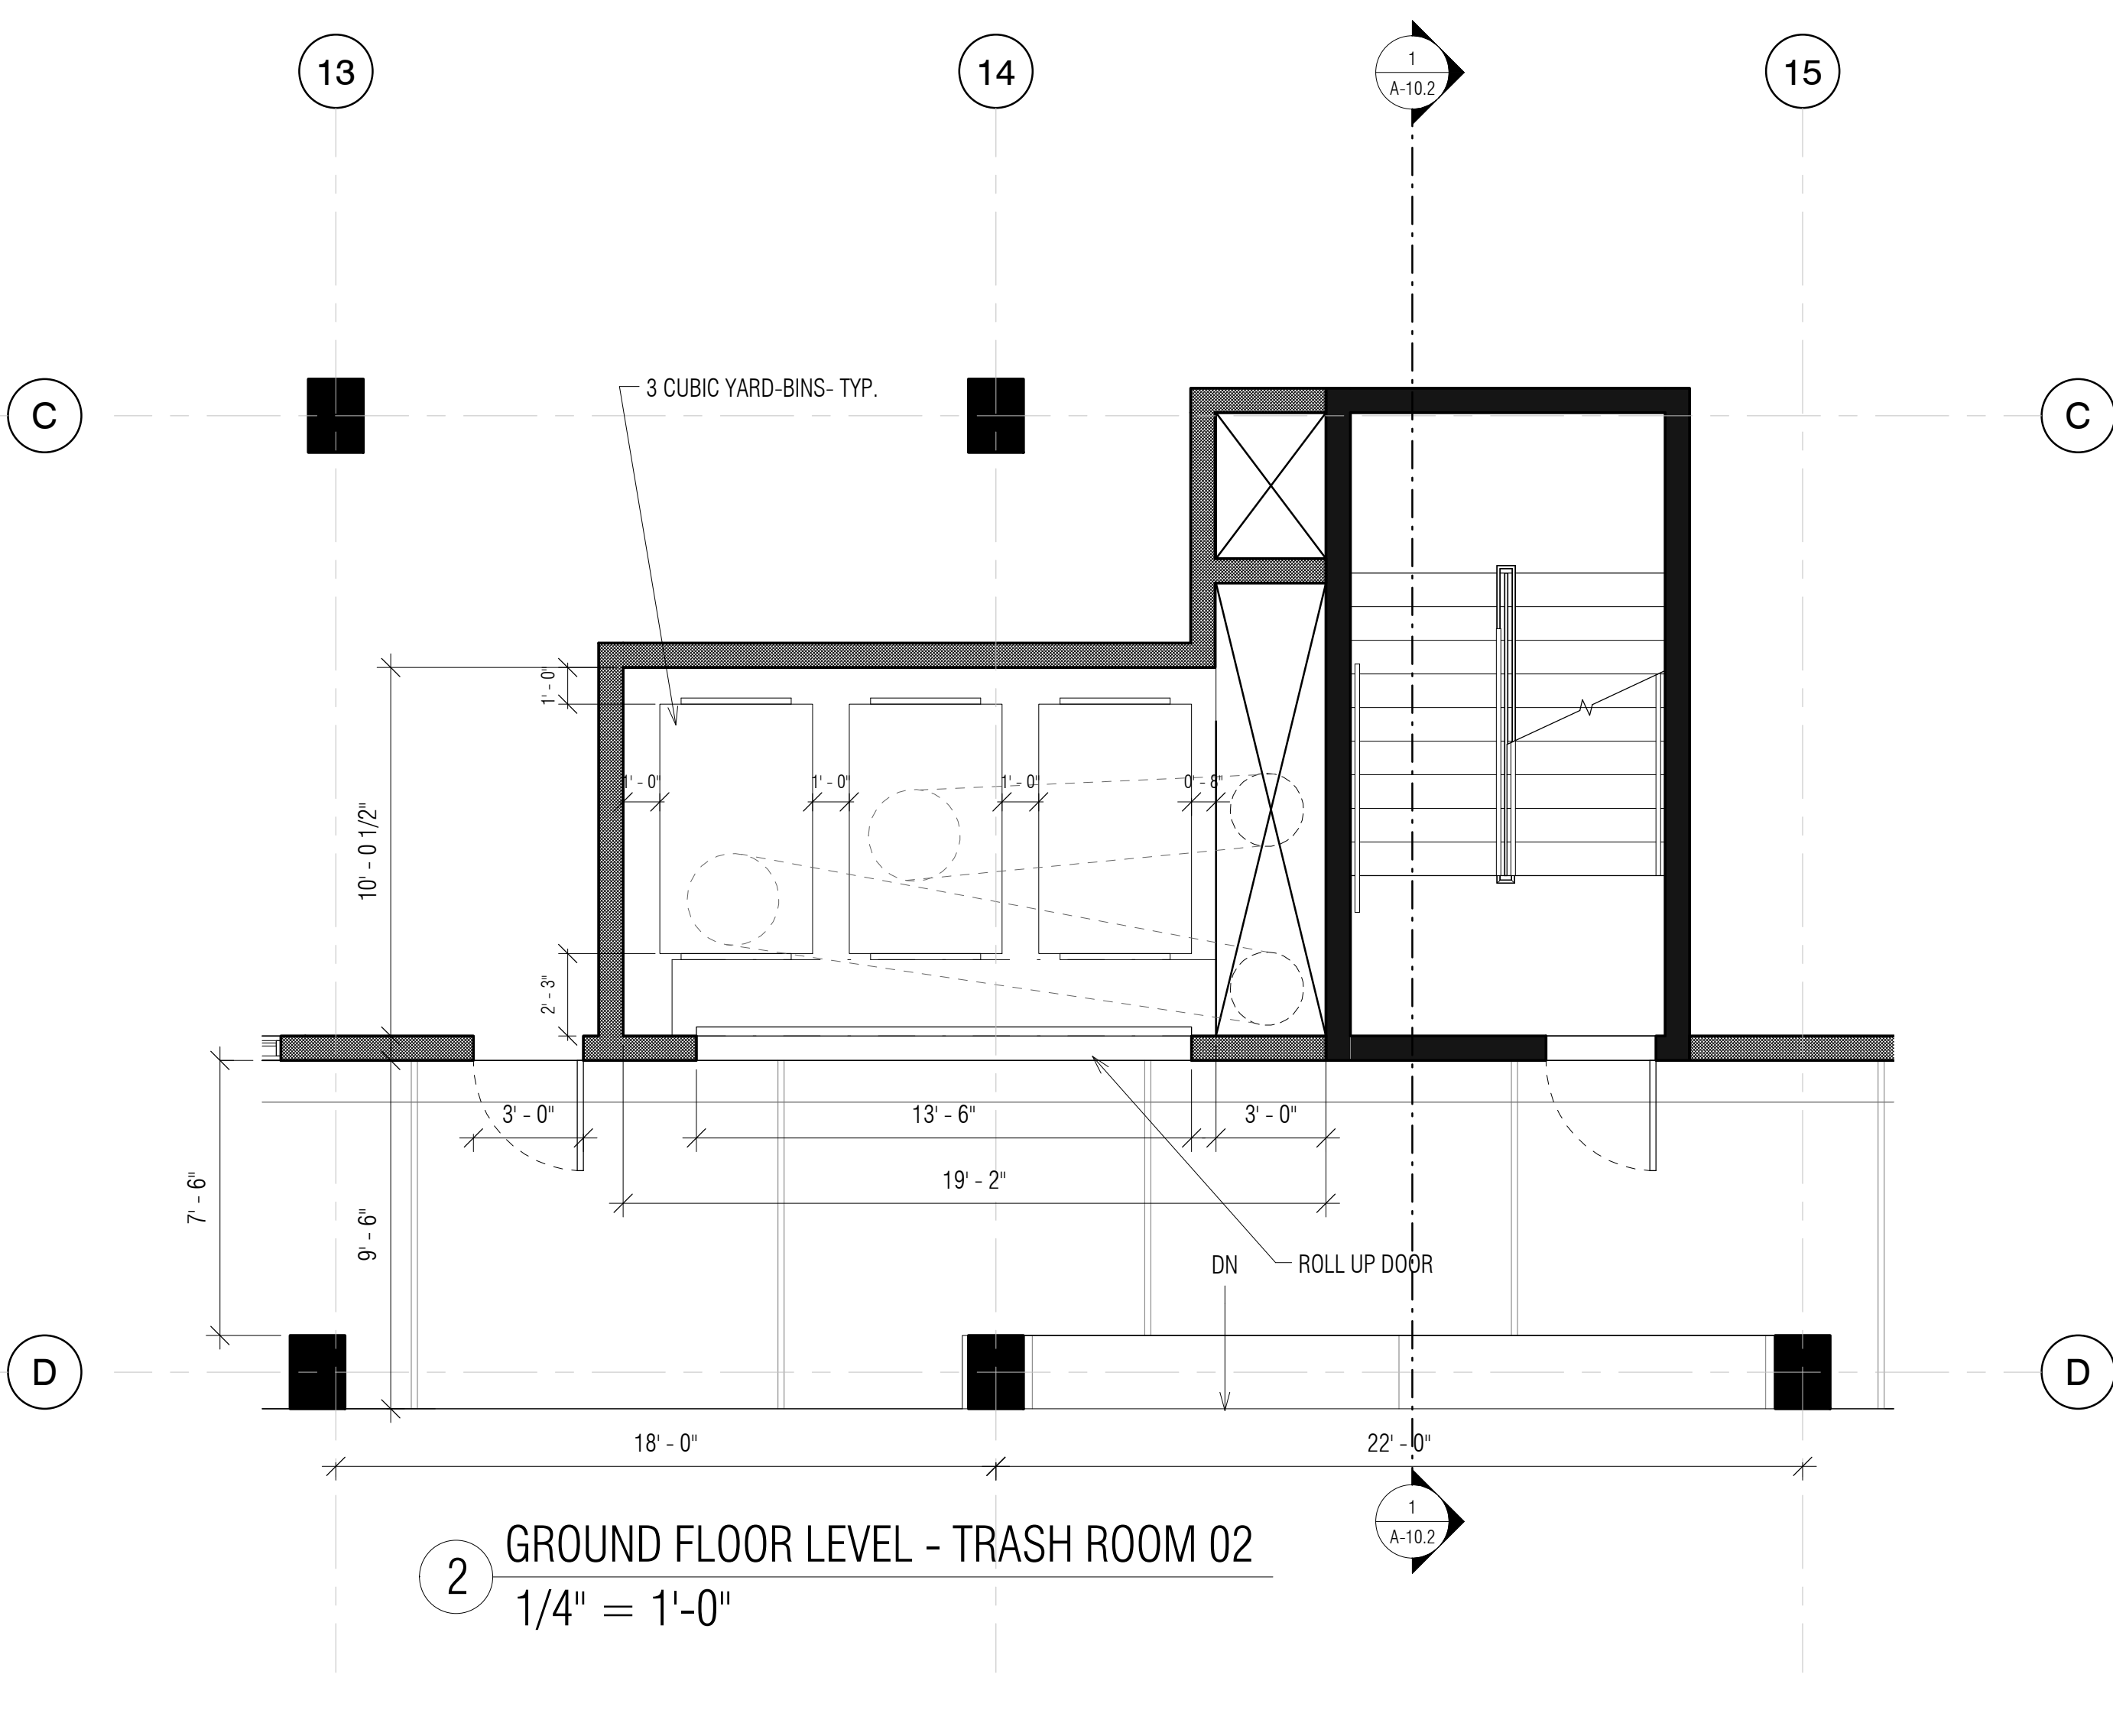 13
14
1
A-10.2
15
C
3 CUBIC YARD-BINS- TYP.
C
1' - 0"
1' - 0"
1' - 0"
1' - 0"
0' - 8"
10' - 0 1/2"
2' - 3"
3' - 0"
13' - 6"
3' - 0"
19' - 2"
7' - 6"
9' - 6"
DN
ROLL UP DOOR
D
D
18' - 0"
22' - 0"
1
A-10.2
2
GROUND FLOOR LEVEL - TRASH ROOM 02
1/4" = 1'-0"